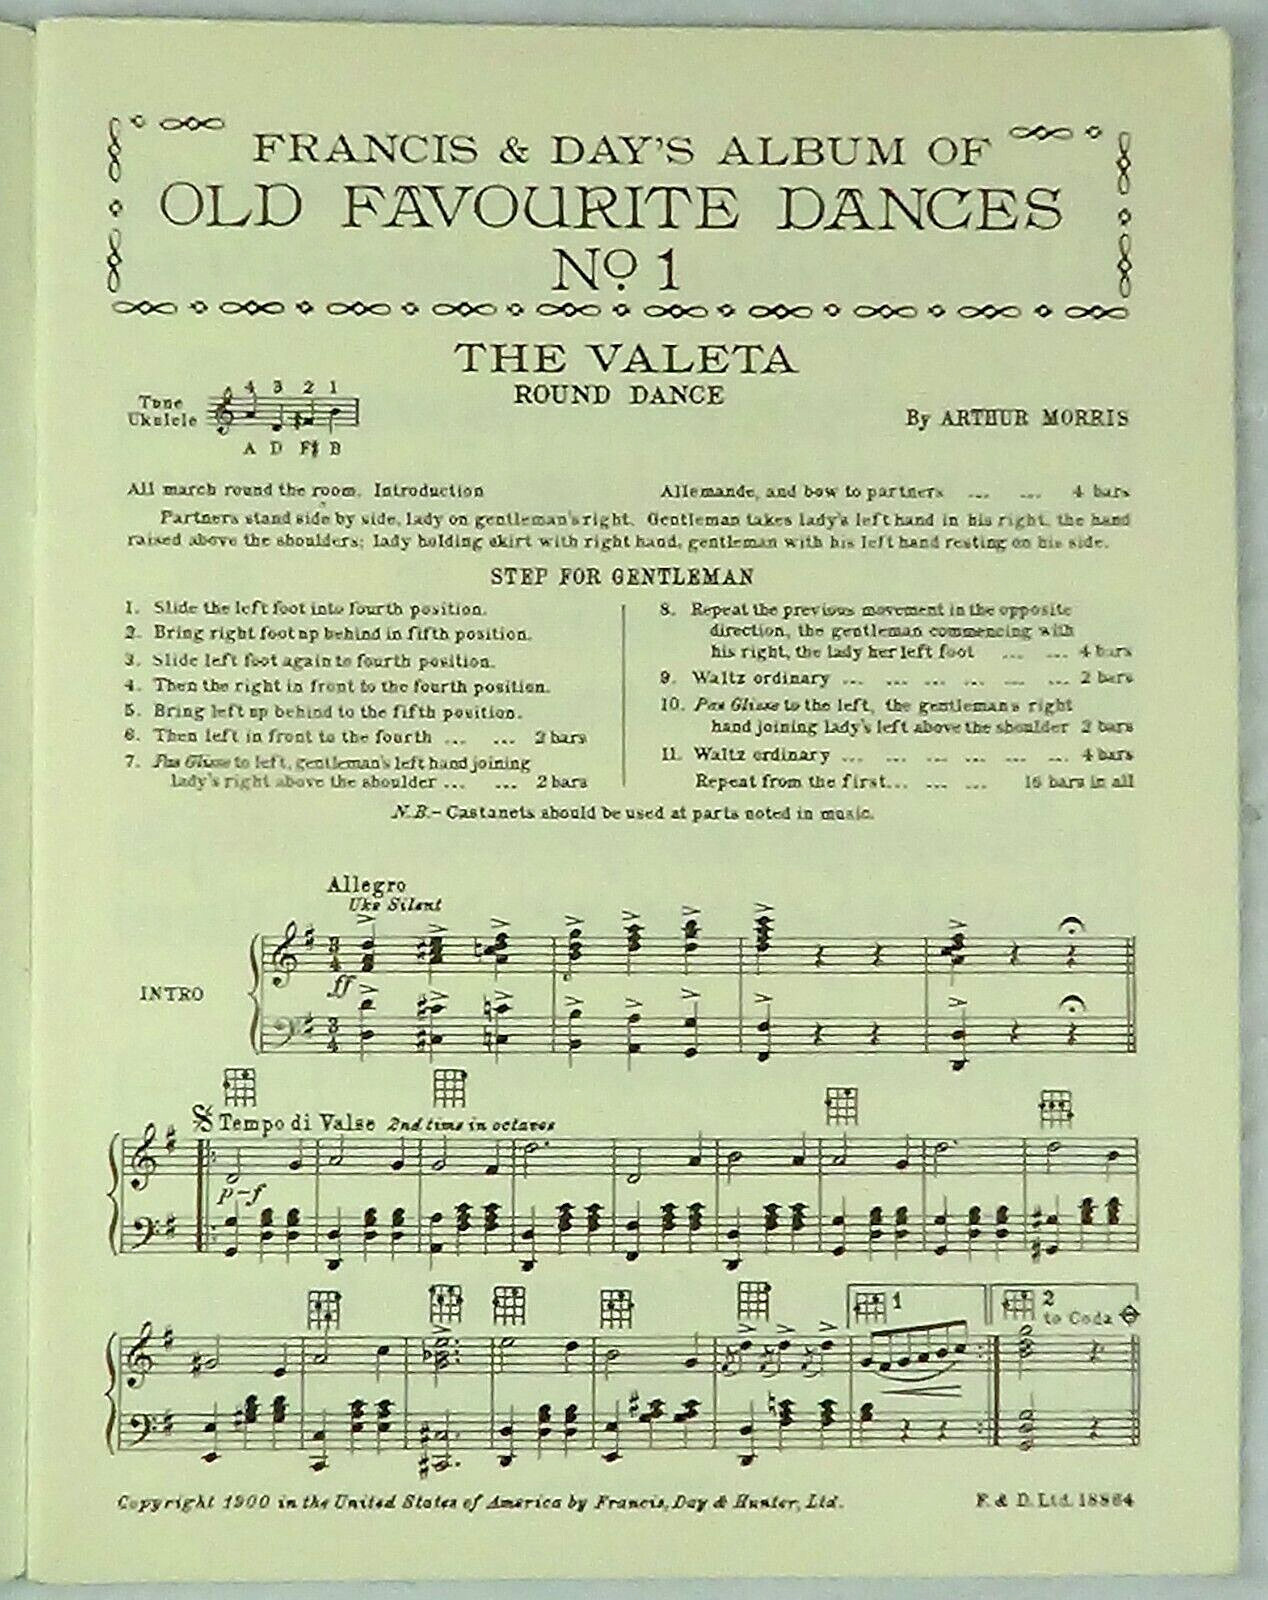 FRANCIS & DAY'S ALBUM OF
OLD FAVOURITE DANCES
No. 1
THE VALETA
ROUND DANCE
Tune
Ukulele
4 3 2 1
A D F# B
By ARTHUR MORRIS
All march round the room. Introduction
Allemande, and bow to partners ... ... 4 bars
Partners stand side by side, lady on gentleman's right. Gentleman takes lady's left hand in his right, the hand
raised above the shoulders; lady holding skirt with right hand, gentleman with his left hand resting on his side.
STEP FOR GENTLEMAN
1. Slide the left foot into fourth position.
2. Bring right foot up behind in fifth position.
3. Slide left foot again to fourth position.
4. Then the right in front to the fourth position.
5. Bring left up behind to the fifth position.
6. Then left in front to the fourth ... ... 2 bars
7. Pas Glisse to left, gentleman's left hand joining
lady's right above the shoulder ... ... 2 bars
8. Repeat the previous movement in the opposite
direction, the gentleman commencing with
his right, the lady her left foot ... ... 4 bars
9. Waltz ordinary ... ... ... ... ... ... 2 bars
10. Pas Glisse to the left, the gentleman's right
hand joining lady's left above the shoulder 2 bars
11. Waltz ordinary ... ... ... ... ... ... 4 bars
Repeat from the first... ... ... 16 bars in all
N.B.- Castanets should be used at parts noted in music.
Allegro
Uke Silent
INTRO
3
4
ff
3
4
Tempo di Valse 2nd time in octaves
p-f
1
2
to Coda
Copyright 1900 in the United States of America by Francis, Day & Hunter, Ltd.
F. & D. Ltd. 18864